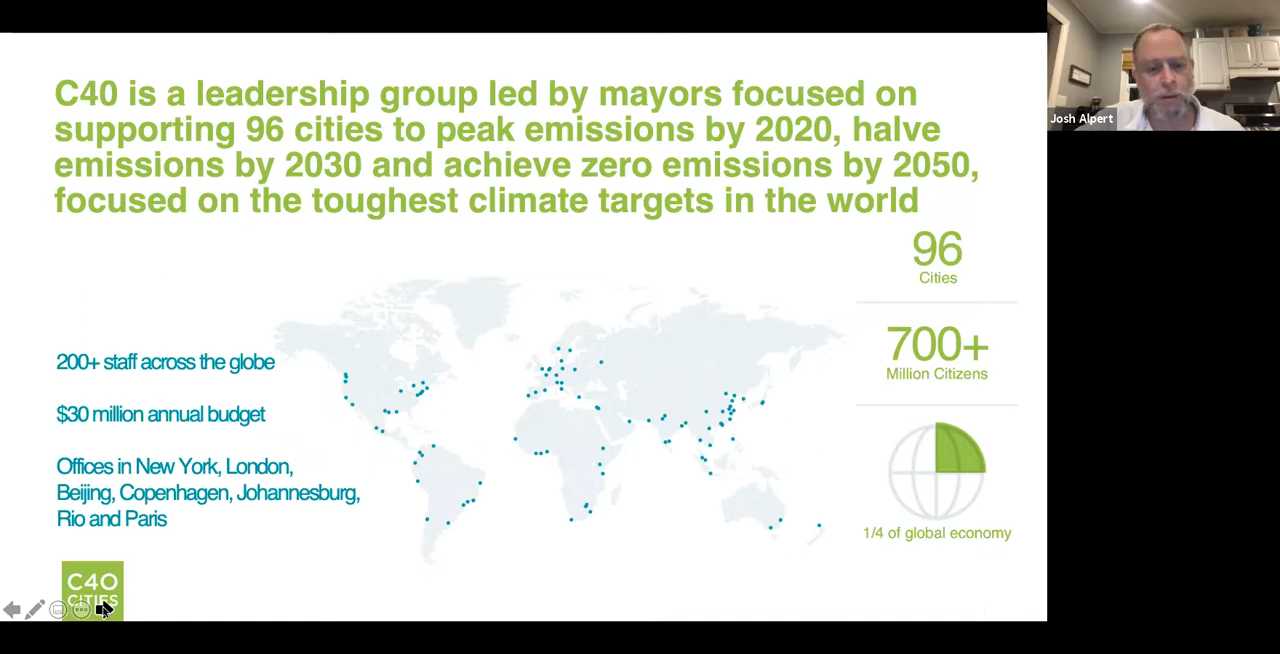 C40 is a leadership group led by mayors focused on
supporting 96 cities to peak emissions by 2020, halve
emissions by 2030 and achieve zero emissions by 2050,
focused on the toughest climate targets in the world
Josh Alpert
96
Cities
700+
Million Citizens
1/4 of global economy
200+ staff across the globe
$30 million annual budget
Offices in New York, London,
Beijing, Copenhagen, Johannesburg,
Rio and Paris
C40
CITIES